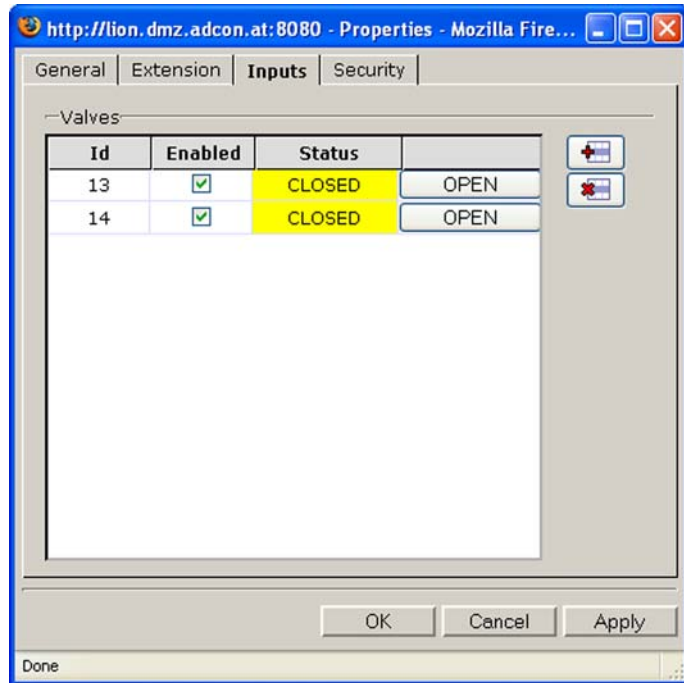 http://lion.dmz.adcon.at:8080 - Properties - Mozilla Fire...
General Extension Inputs Security
Valves
Id Enabled Status
13 CLOSED OPEN
14 CLOSED OPEN
OK Cancel Apply
Done